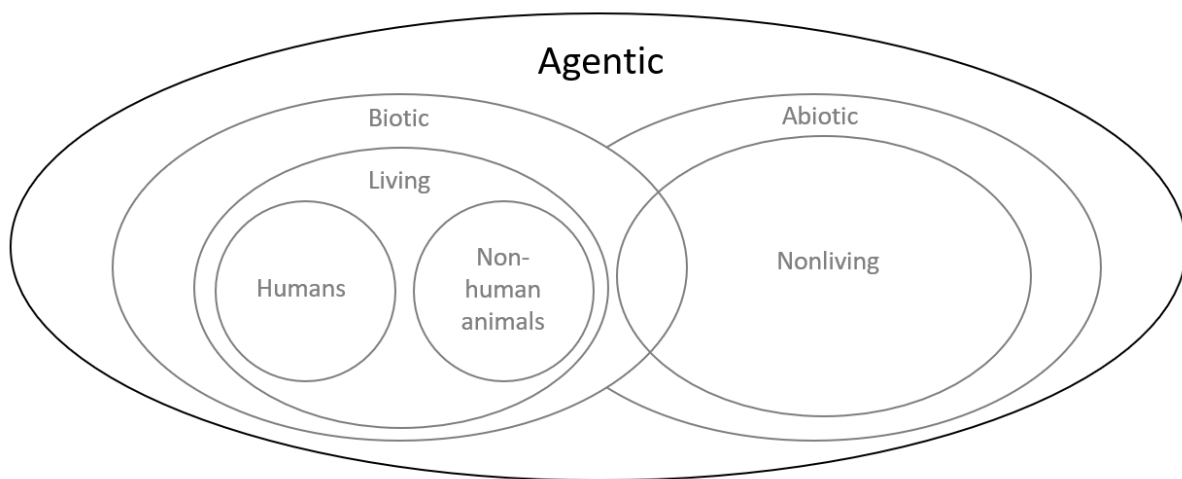 Agentic
Biotic
Abiotic
Living
Humans
Non-
human
animals
Nonliving